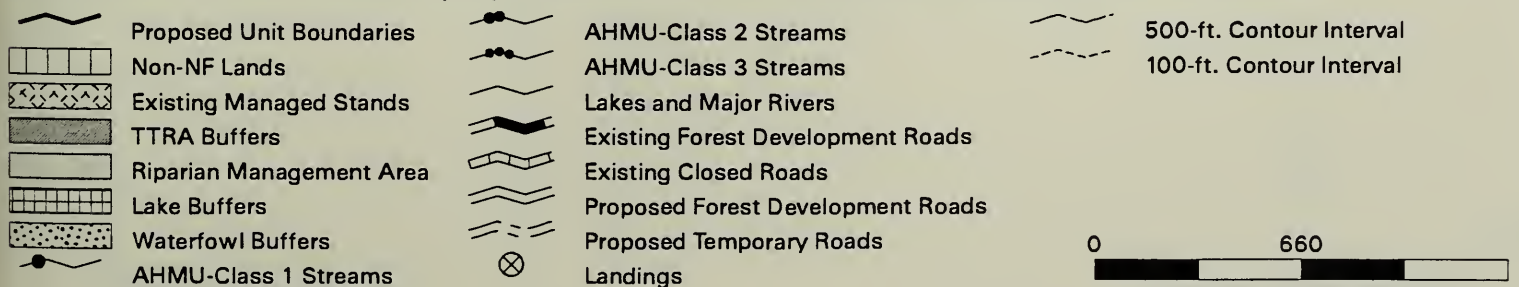 Proposed Unit Boundaries
Non-NF Lands
Existing Managed Stands
TTRA Buffers
Riparian Management Area
Lake Buffers
Waterfowl Buffers
AHMU-Class 1 Streams
AHMU-Class 2 Streams
AHMU-Class 3 Streams
Lakes and Major Rivers
Existing Forest Development Roads
Existing Closed Roads
Proposed Forest Development Roads
Proposed Temporary Roads
Landings
500-ft. Contour Interval
100-ft. Contour Interval
0 660